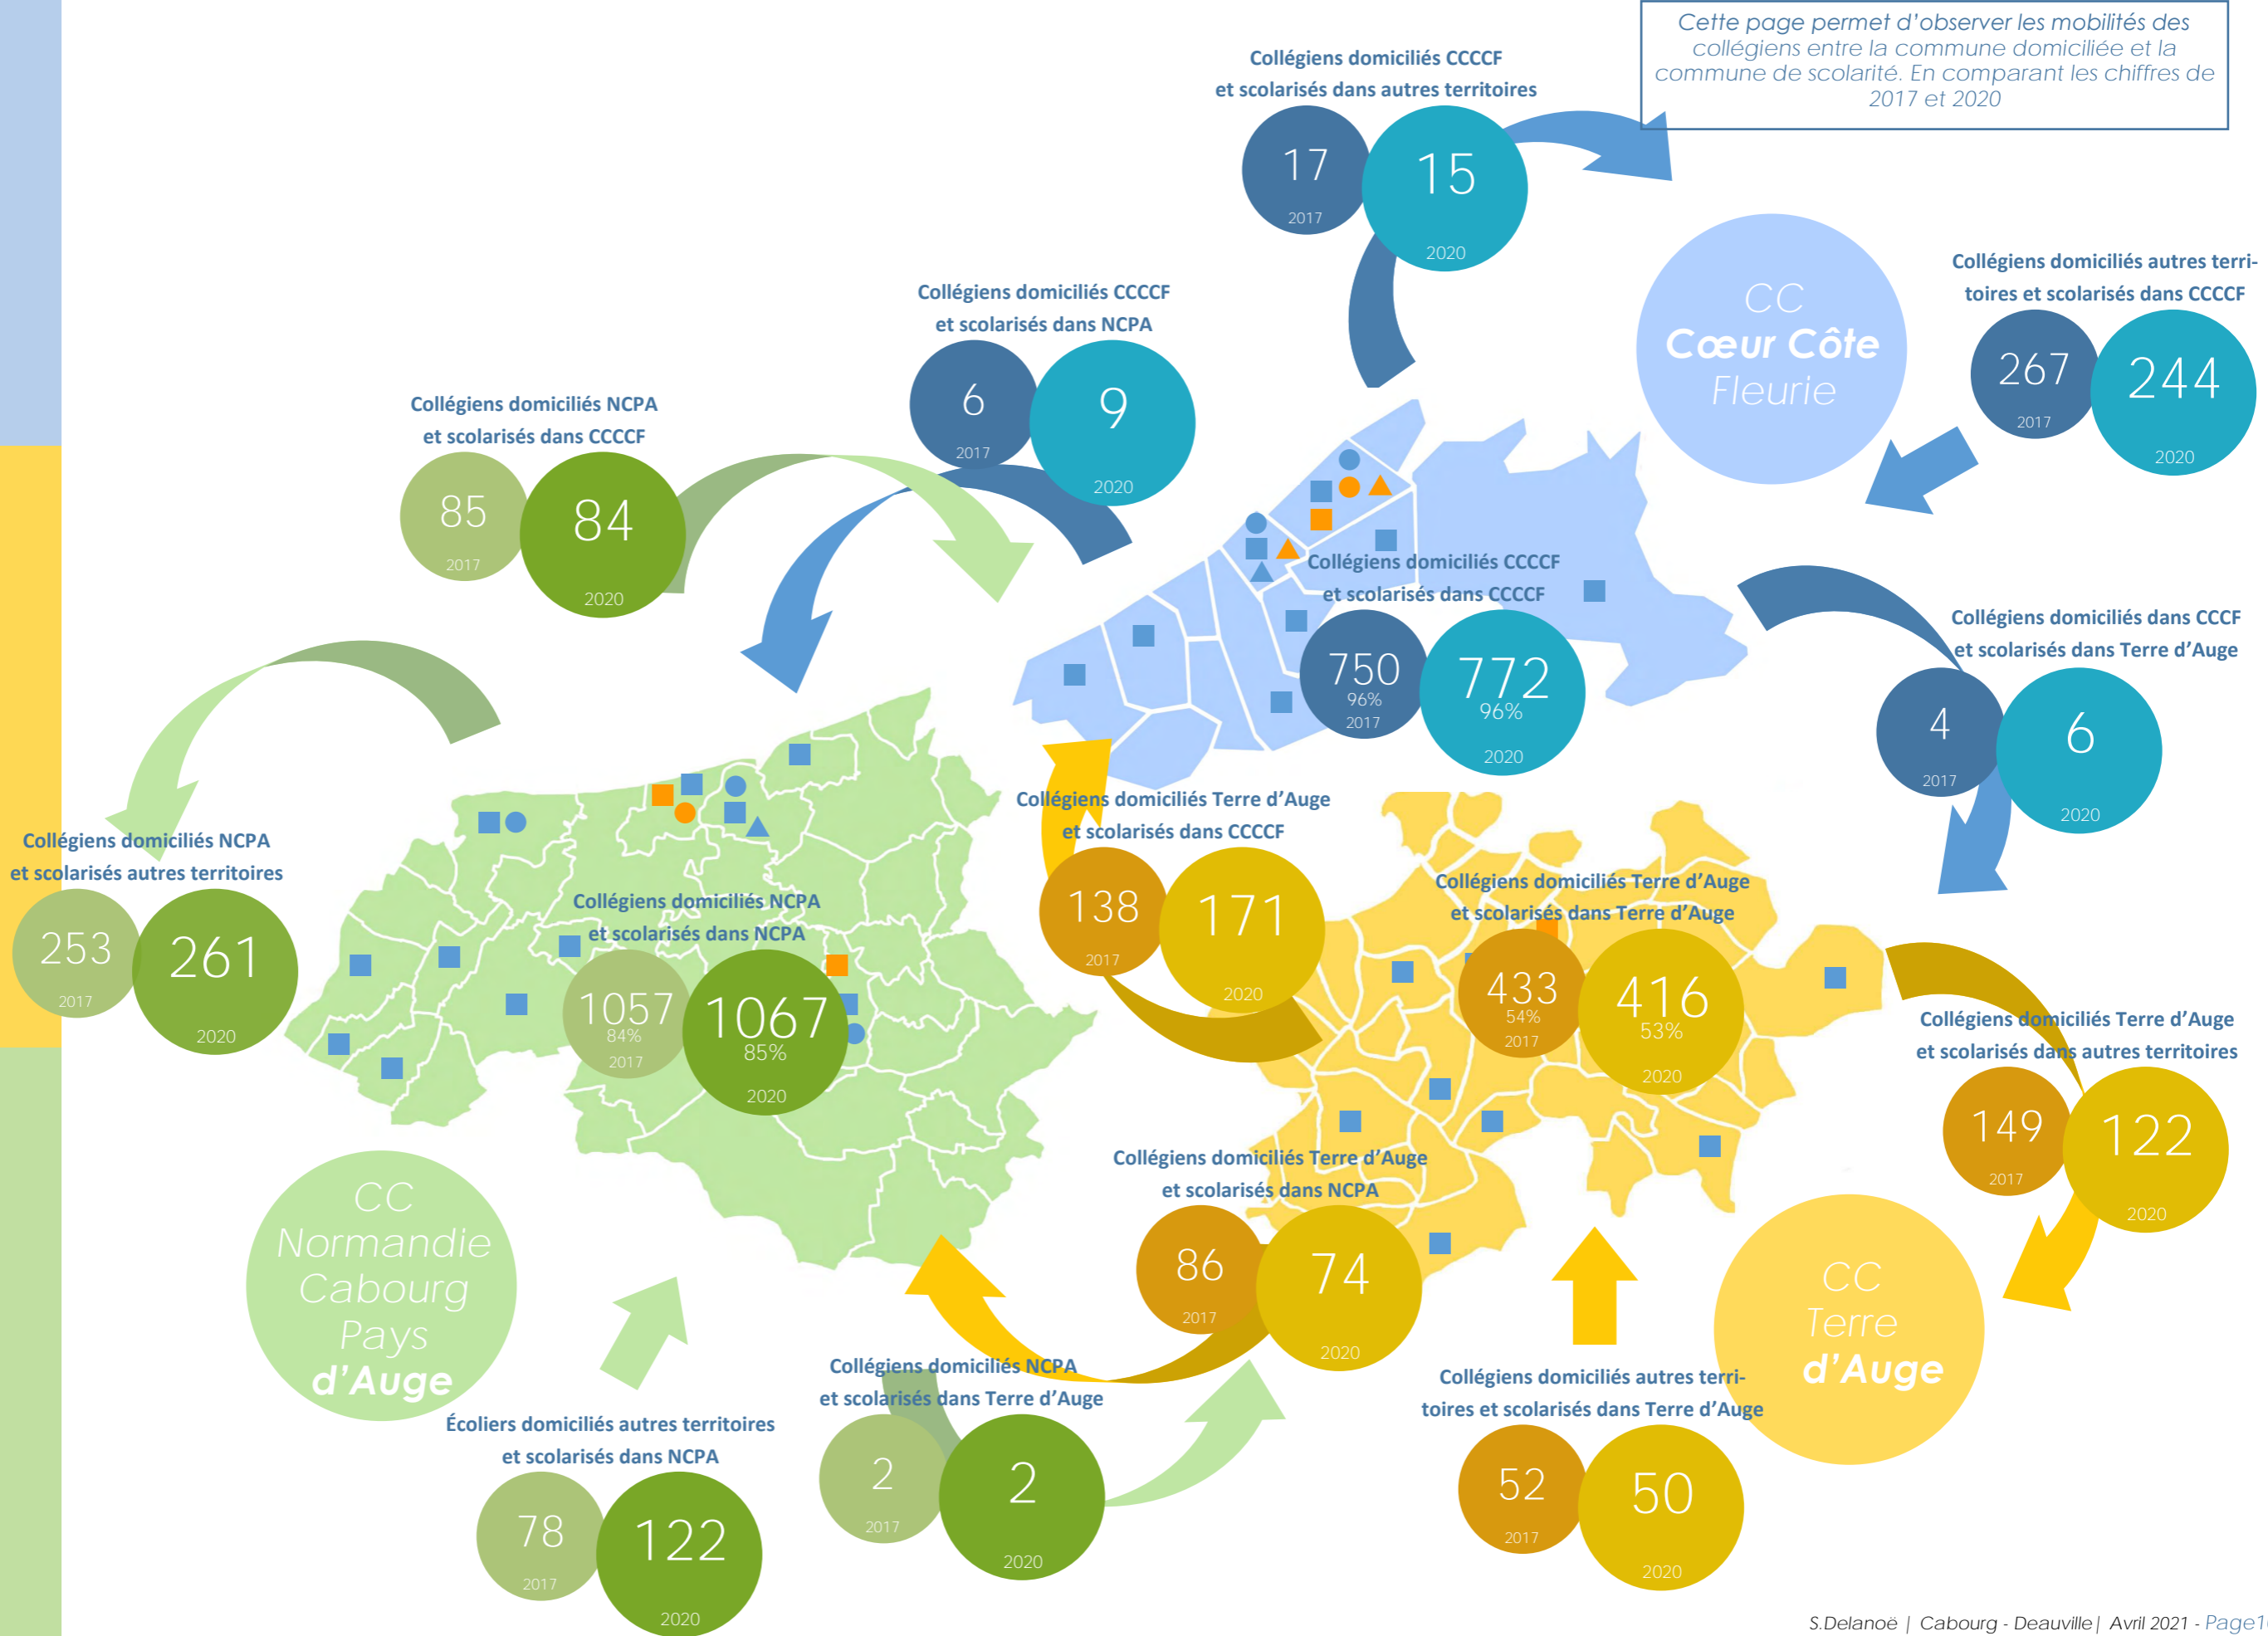 Cette page permet d'observer les mobilités des
collégiens entre la commune domiciliée et la
commune de scolarité. En comparant les chiffres de
2017 et 2020
Collégiens domiciliés CCCCF
et scolarisés dans autres territoires
17
2017
15
2020
CC
Cœur Côte
Fleurie
Collégiens domiciliés autres terri-
toires et scolarisés dans CCCCF
267
2017
244
2020
Collégiens domiciliés CCCCF
et scolarisés dans NCPA
6
2017
9
2020
Collégiens domiciliés NCPA
et scolarisés dans CCCCF
85
2017
84
2020
Collégiens domiciliés CCCCF
et scolarisés dans CCCCF
750
96%
2017
772
96%
2020
Collégiens domiciliés dans CCCF
et scolarisés dans Terre d'Auge
4
2017
6
2020
Collégiens domiciliés NCPA
et scolarisés autres territoires
253
2017
261
2020
Collégiens domiciliés NCPA
et scolarisés dans NCPA
1057
84%
2017
1067
85%
2020
Collégiens domiciliés Terre d'Auge
et scolarisés dans CCCCF
138
2017
171
2020
Collégiens domiciliés Terre d'Auge
et scolarisés dans Terre d'Auge
433
54%
2017
416
53%
2020
Collégiens domiciliés Terre d'Auge
et scolarisés dans autres territoires
149
2017
122
2020
Collégiens domiciliés Terre d'Auge
et scolarisés dans NCPA
86
2017
74
2020
CC
Normandie
Cabourg
Pays
d'Auge
CC
Terre
d'Auge
Collégiens domiciliés NCPA
et scolarisés dans Terre d'Auge
2
2017
2
2020
Collégiens domiciliés autres terri-
toires et scolarisés dans Terre d'Auge
52
2017
50
2020
Écoliers domiciliés autres territoires
et scolarisés dans NCPA
78
2017
122
2020
S.Delanoë | Cabourg - Deauville| Avril 2021 - Page1